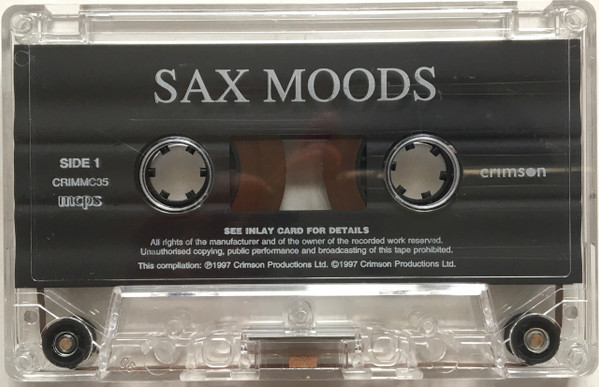 SAX MOODS
SIDE 1
CRIMMC35
mcps
crimson
SEE INLAY CARD FOR DETAILS
All rights of the manufacturer and of the owner of the recorded work reserved.
Unauthorised copying, public performance and broadcasting of this tape prohibited.
This compilation: ℗1997 Crimson Productions Ltd. ©1997 Crimson Productions Ltd.